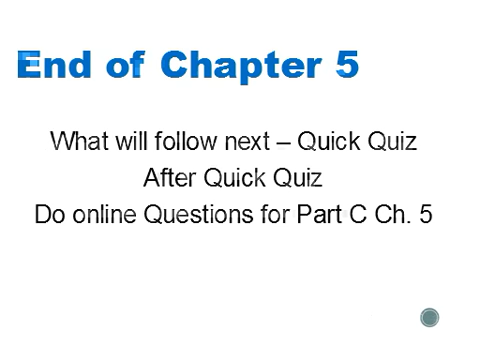 End of Chapter 5
What will follow next – Quick Quiz
After Quick Quiz
Do online Questions for Part C Ch. 5